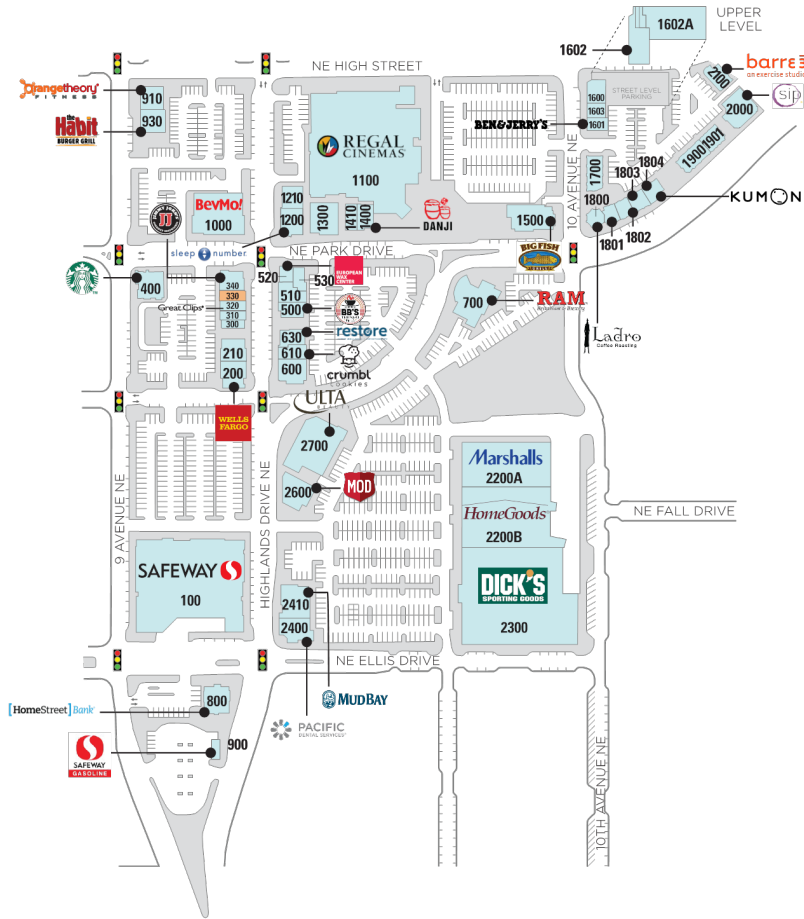 UPPER
LEVEL
1602A
1602
NE HIGH STREET
barre3
an exercise studio
2100
STREET LEVEL
PARKING
sip
2000
orangetheory
FITNESS
910
930
the
Habit
BURGER GRILL
REGAL
CINEMAS
1100
BEN & JERRY'S
1600
1603
1601
10 AVENUE NE
1700
1900
1901
1804
1803
1800
1801
1802
KUMON
JIMMY JOHN'S
JJ
BevMo!
1000
1210
1200
1300
1410
1400
DANJI
1500
sleep number
NE PARK DRIVE
BIG FISH
GRILL
400
Great Clips
340
330
320
310
300
210
200
520
530
EUROPEAN
WAX
CENTER
510
500
BB'S
630
restore
610
600
crumbl
cookies
700
RAM
Ladro
Coffee Roasting
ULTA
BEAUTY
WELLS
FARGO
2700
2600
MOD
Marshalls
2200A
HomeGoods
2200B
NE FALL DRIVE
9 AVENUE NE
HIGHLANDS DRIVE NE
SAFEWAY
100
DICK'S
SPORTING GOODS
2300
2410
2400
NE ELLIS DRIVE
MUDBAY
PACIFIC
DENTAL SERVICES
[HomeStreet] Bank
800
900
SAFEWAY
GASOLINE
10TH AVENUE NE